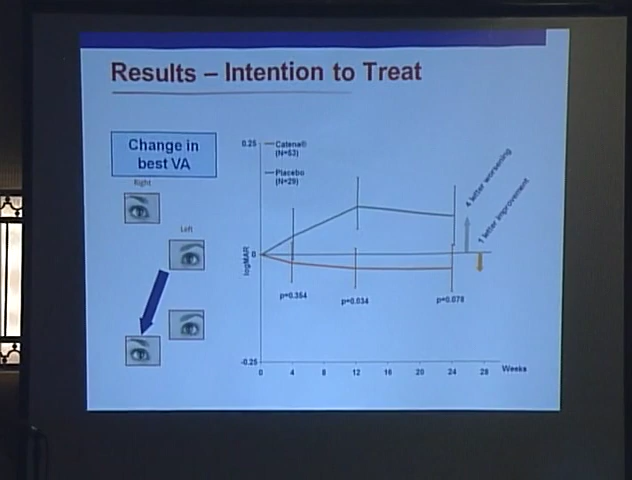 Results – Intention to Treat
Change in
best VA
Right
Left
0.25
Catena®
(N=53)
Placebo
(N=29)
logMAR
0
-0.25
p=0.364
p=0.034
p=0.078
4 letter worsening
1 letter improvement
0 4 8 12 16 20 24 28 Weeks